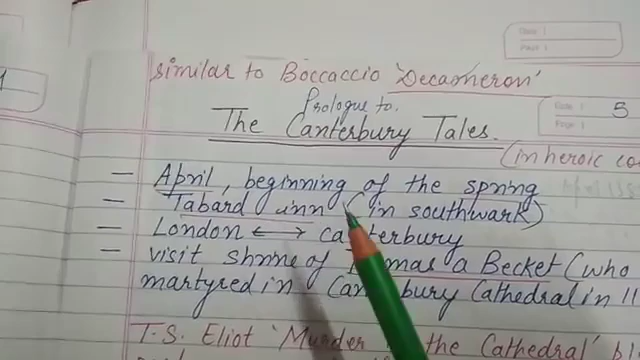 similar to Boccaccio 'Decameron'
Prologue to.
Date
Page
5
The Canterbury Tales.
(in heroic co
— April, beginning of the spring
— Tabard inn (in southwark)
— London ⟷ canterbury
— visit shrine of Thomas a Becket (who
martyred in Canterbury Cathedral in 11
T.S. Eliot 'Murder in the Cathedral'